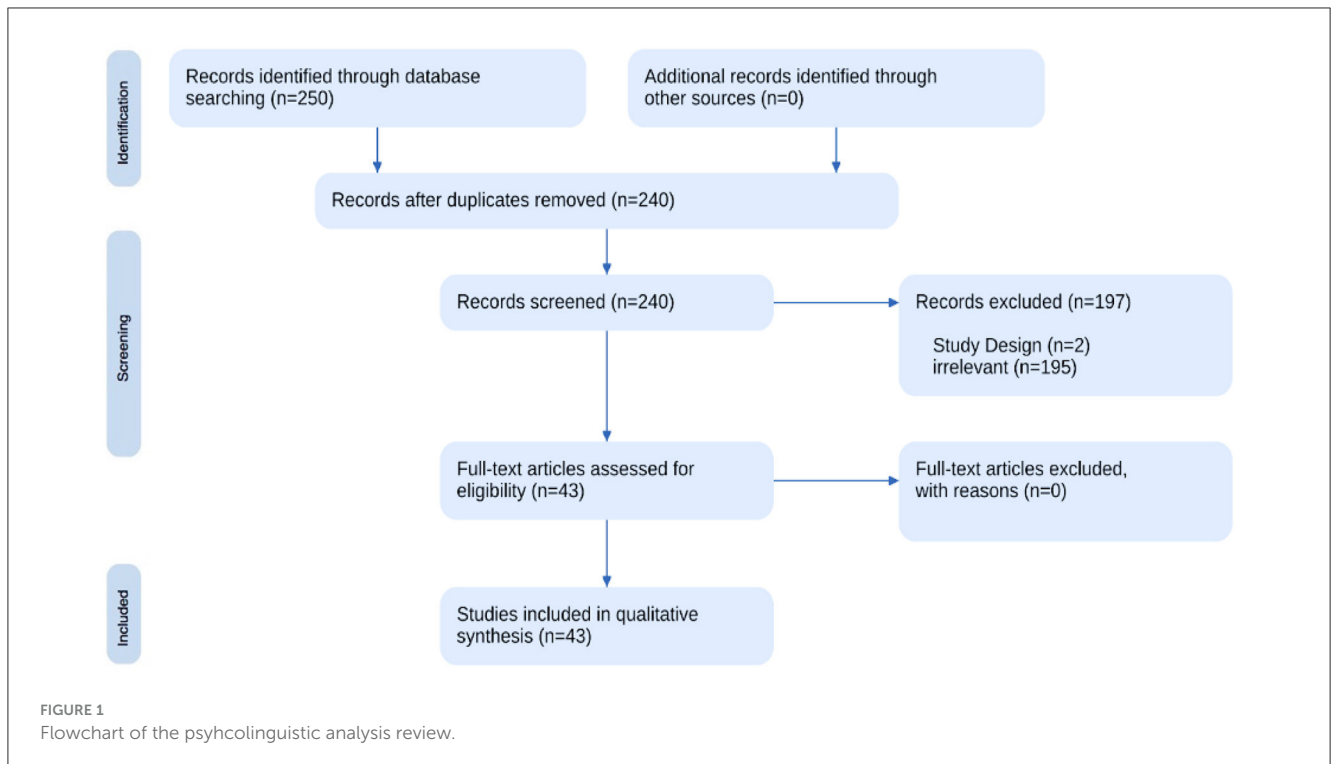 Identification
Records identified through database
searching (n=250)
Additional records identified through
other sources (n=0)
Records after duplicates removed (n=240)
Screening
Records screened (n=240)
Records excluded (n=197)
Study Design (n=2)
irrelevant (n=195)
Full-text articles assessed for
eligibility (n=43)
Full-text articles excluded,
with reasons (n=0)
Included
Studies included in qualitative
synthesis (n=43)
FIGURE 1
Flowchart of the psyhcolinguistic analysis review.